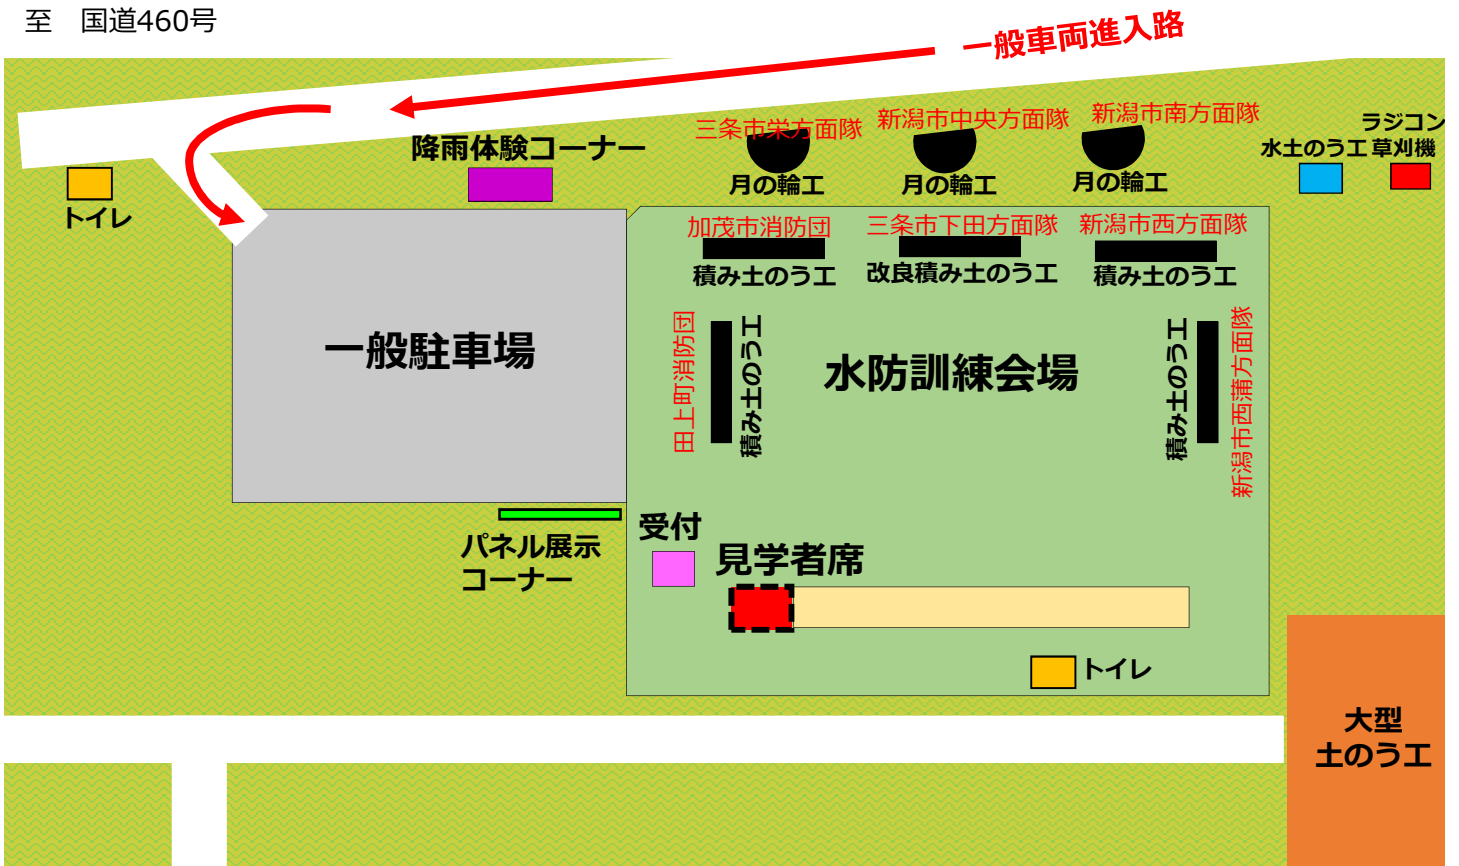 至　国道460号
一般車両進入路
降雨体験コーナー
三条市栄方面隊
新潟市中央方面隊
新潟市南方面隊
月の輪工
月の輪工
月の輪工
水土のう工
ラジコン
草刈機
トイレ
加茂市消防団
三条市下田方面隊
新潟市西方面隊
積み土のう工
改良積み土のう工
積み土のう工
一般駐車場
田上町消防団
積み土のう工
水防訓練会場
積み土のう工
新潟市西蒲方面隊
パネル展示
コーナー
受付
見学者席
トイレ
大型
土のう工